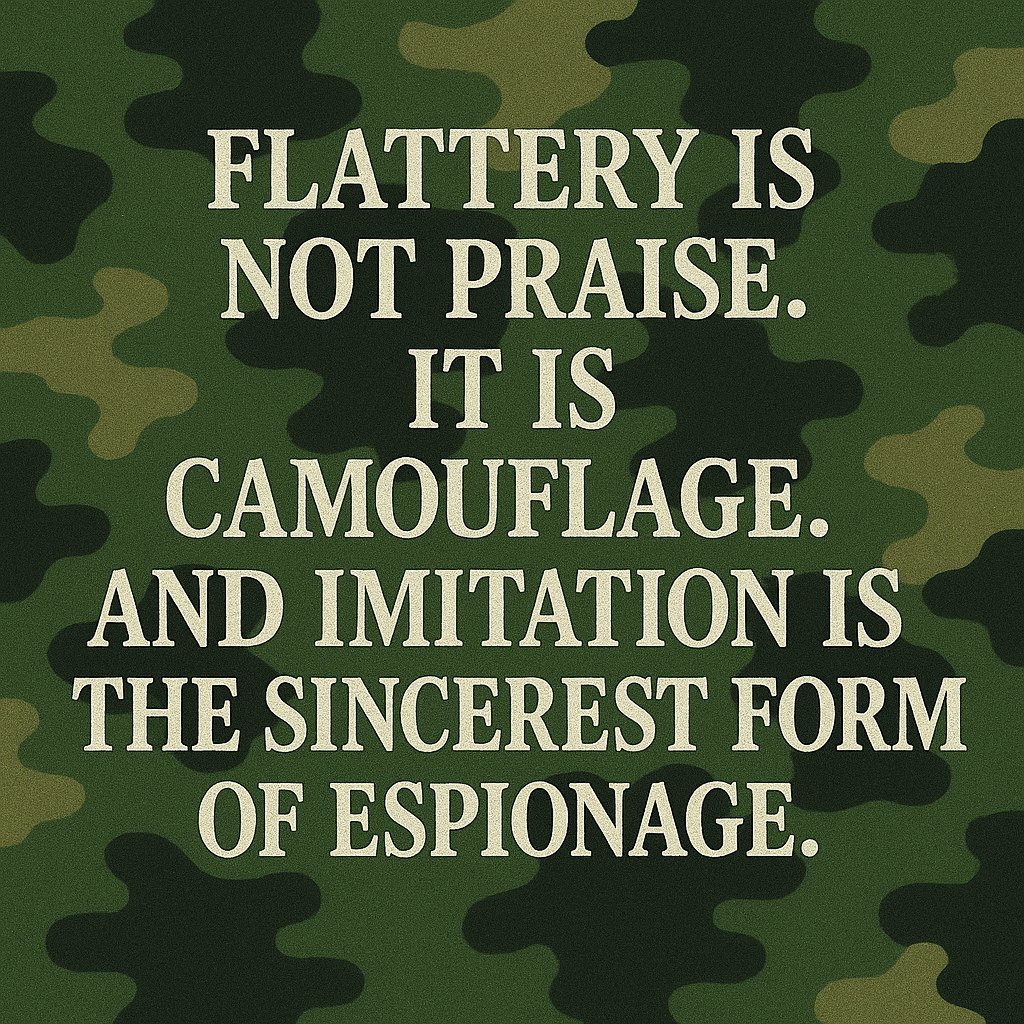 FLATTERY IS
NOT PRAISE.
IT IS
CAMOUFLAGE.
AND IMITATION IS
THE SINCEREST FORM
OF ESPIONAGE.